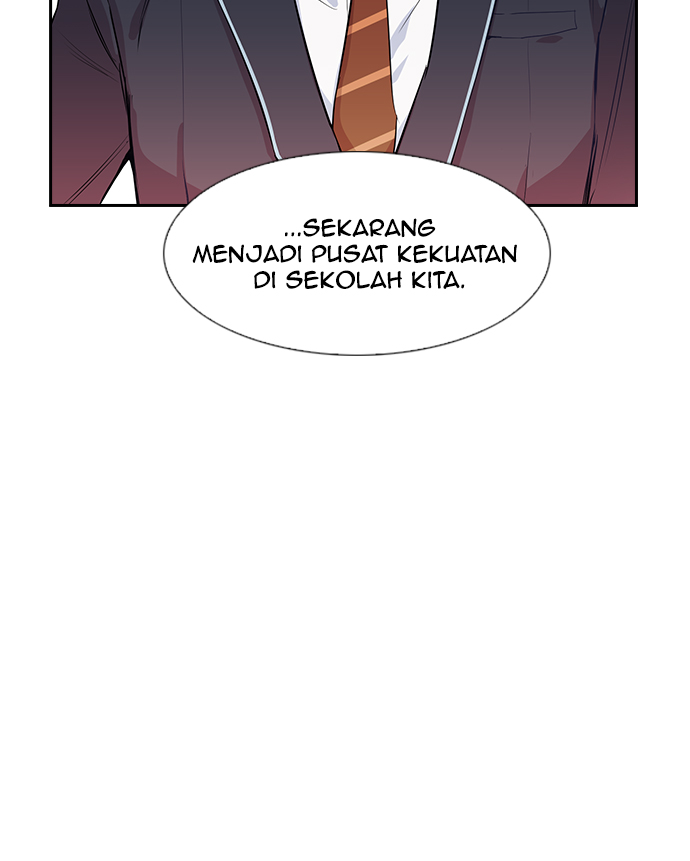 ...SEKARANG
MENJADI PUSAT KEKUATAN
DI SEKOLAH KITA.